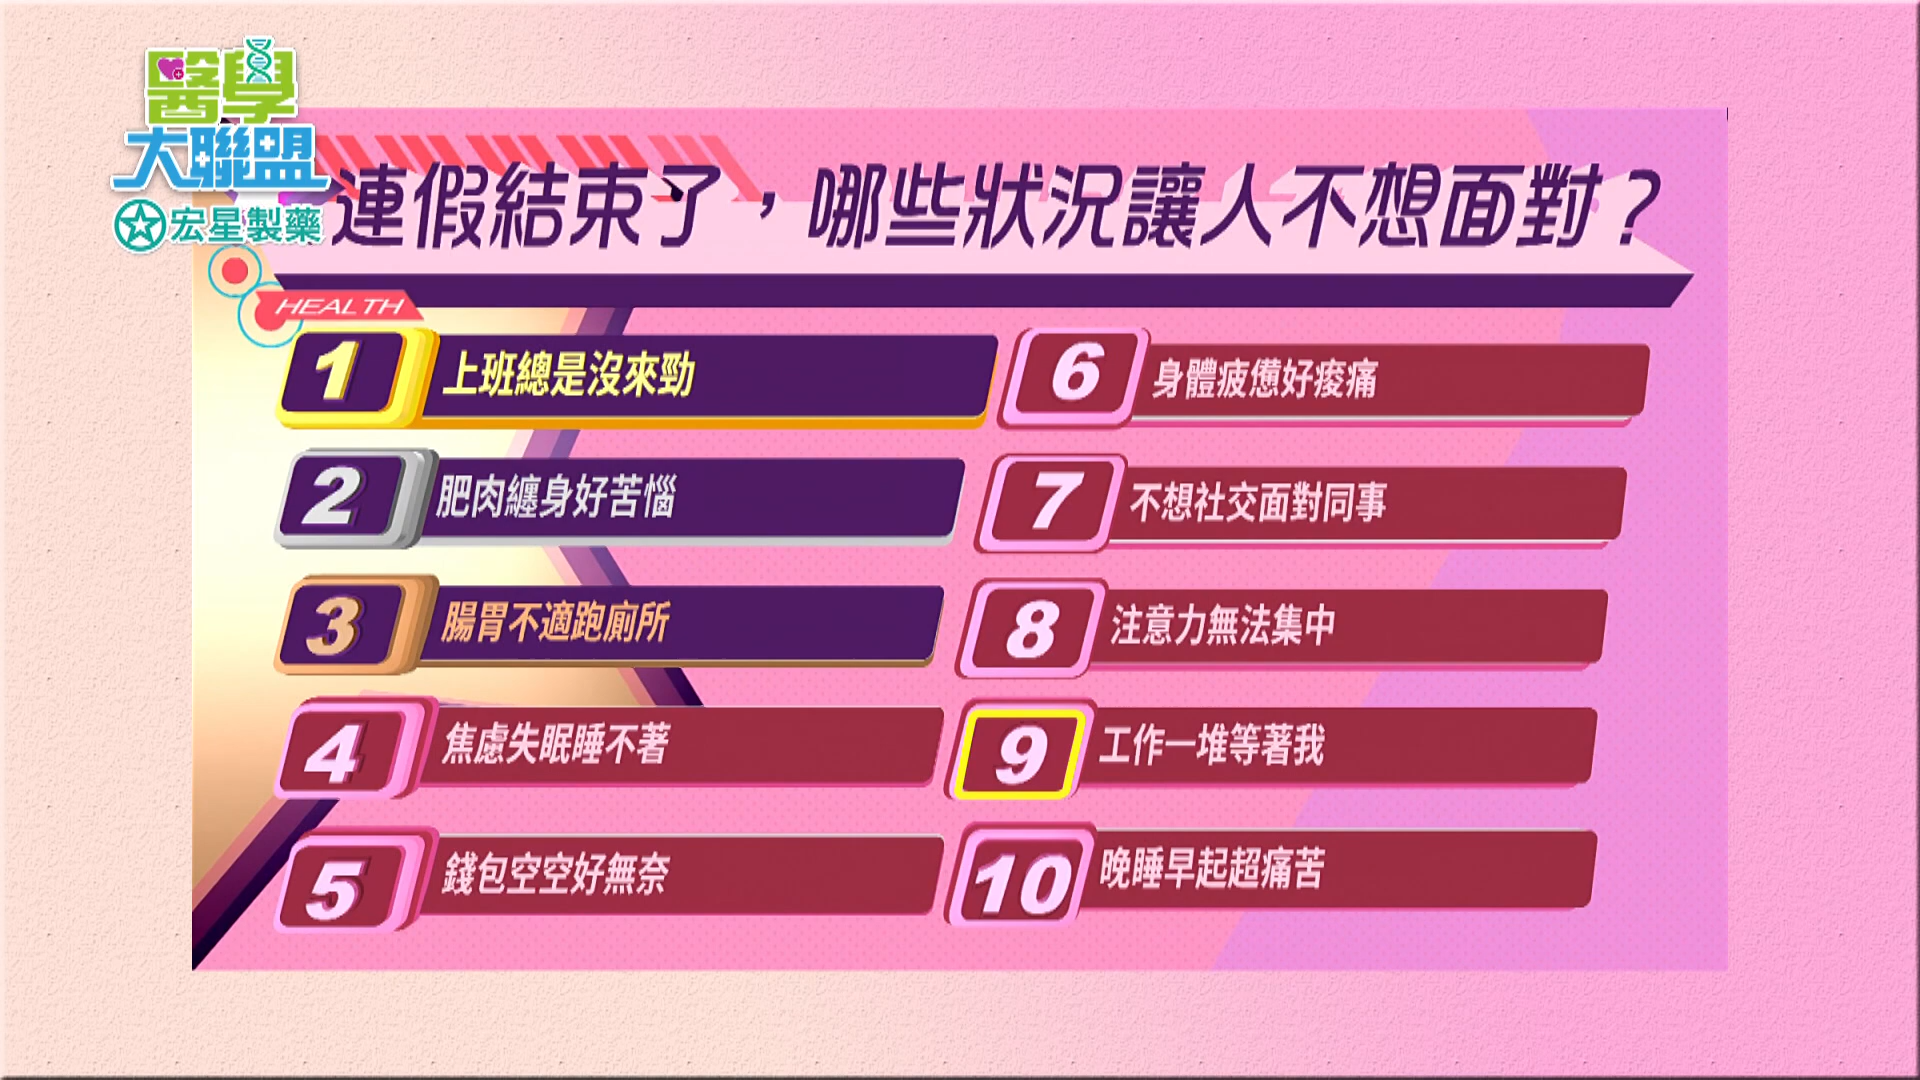 醫學
大聯盟
宏星製藥
連假結束了，哪些狀況讓人不想面對？
HEALTH
1 上班總是沒來勁
2 肥肉纏身好苦惱
3 腸胃不適跑廁所
4 焦慮失眠睡不著
5 錢包空空好無奈
6 身體疲憊好痠痛
7 不想社交面對同事
8 注意力無法集中
9 工作一堆等著我
10 晚睡早起超痛苦